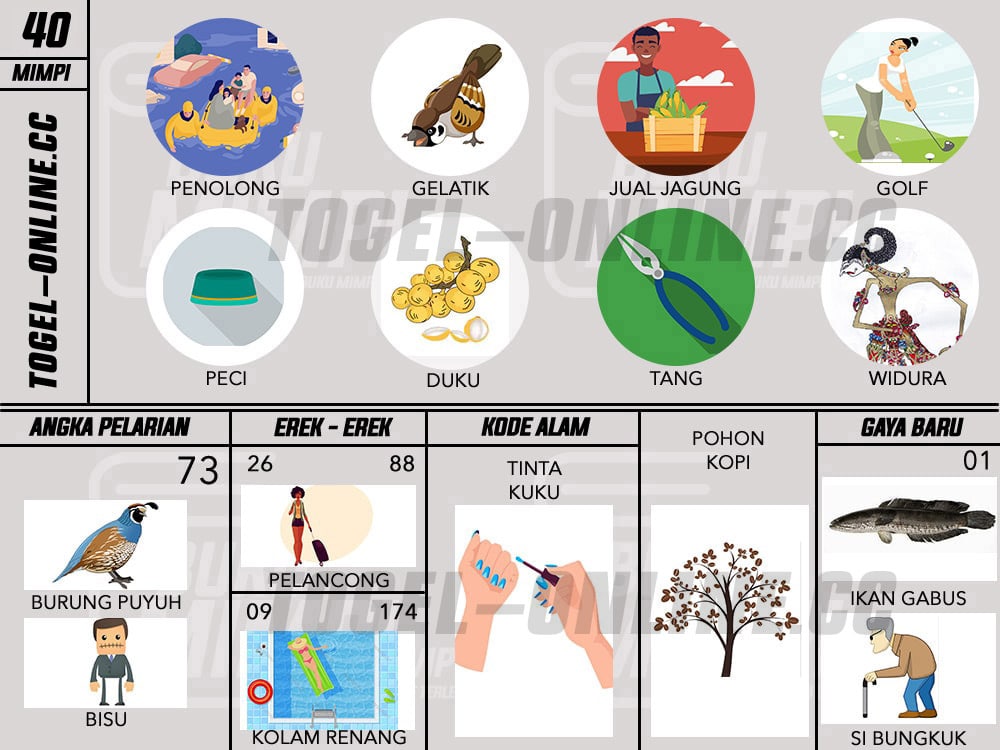 40
MIMPI
TOGEL-ONLINE.CC
PENOLONG
GELATIK
JUAL JAGUNG
GOLF
TOGEL-ONLINE.CC
PECI
DUKU
TANG
WIDURA
ANGKA PELARIAN
73
BURUNG PUYUH
BISU
EREK - EREK
26 88
PELANCONG
09 174
KOLAM RENANG
KODE ALAM
TINTA
KUKU
POHON
KOPI
GAYA BARU
01
IKAN GABUS
SI BUNGKUK
TOGEL-ONLINE.CC